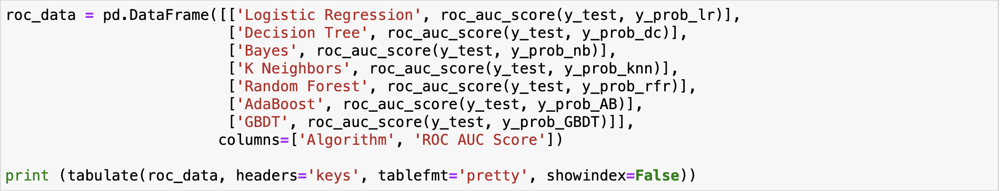 roc_data = pd.DataFrame([['Logistic Regression', roc_auc_score(y_test, y_prob_lr)],
                         ['Decision Tree', roc_auc_score(y_test, y_prob_dc)],
                         ['Bayes', roc_auc_score(y_test, y_prob_nb)],
                         ['K Neighbors', roc_auc_score(y_test, y_prob_knn)],
                         ['Random Forest', roc_auc_score(y_test, y_prob_rfr)],
                         ['AdaBoost', roc_auc_score(y_test, y_prob_AB)],
                         ['GBDT', roc_auc_score(y_test, y_prob_GBDT)]],
                        columns=['Algorithm', 'ROC AUC Score'])

print (tabulate(roc_data, headers='keys', tablefmt='pretty', showindex=False))